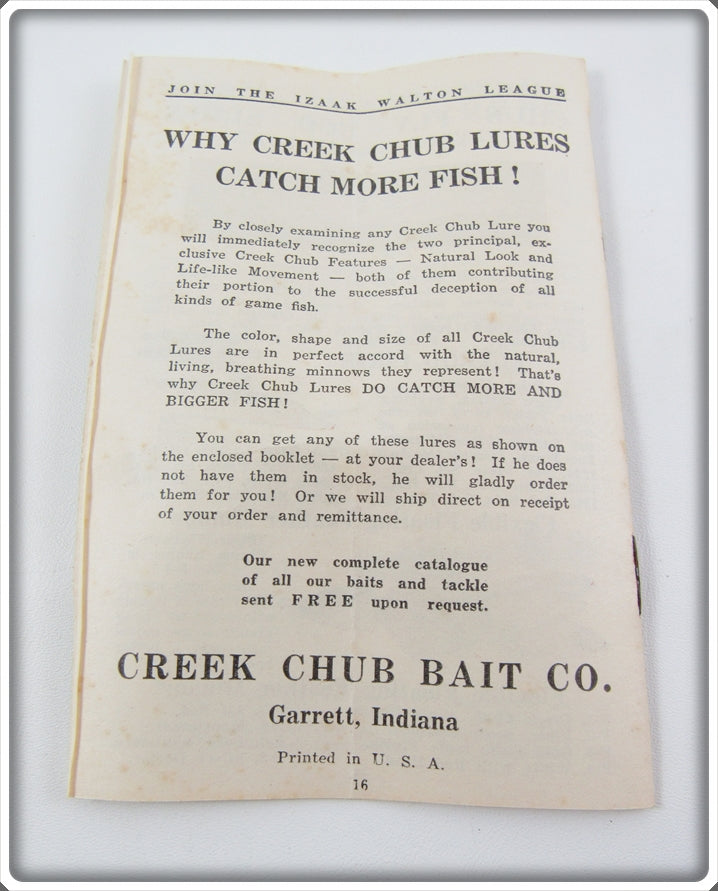 JOIN THE IZAAK WALTON LEAGUE
WHY CREEK CHUB LURES
CATCH MORE FISH!
By closely examining any Creek Chub Lure you
will immediately recognize the two principal, ex-
clusive Creek Chub Features — Natural Look and
Life-like Movement — both of them contributing
their portion to the successful deception of all
kinds of game fish.
The color, shape and size of all Creek Chub
Lures are in perfect accord with the natural,
living, breathing minnows they represent! That's
why Creek Chub Lures DO CATCH MORE AND
BIGGER FISH!
You can get any of these lures as shown on
the enclosed booklet — at your dealer's! If he does
not have them in stock, he will gladly order
them for you! Or we will ship direct on receipt
of your order and remittance.
Our new complete catalogue
of all our baits and tackle
sent FREE upon request.
CREEK CHUB BAIT CO.
Garrett, Indiana
Printed in U. S. A.
16